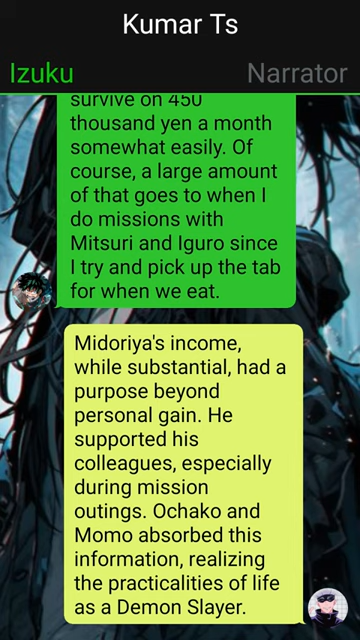 Kumar Ts
Izuku
Narrator
survive on 450
thousand yen a month
somewhat easily. Of
course, a large amount
of that goes to when I
do missions with
Mitsuri and Iguro since
I try and pick up the tab
for when we eat.
Midoriya's income,
while substantial, had a
purpose beyond
personal gain. He
supported his
colleagues, especially
during mission
outings. Ochako and
Momo absorbed this
information, realizing
the practicalities of life
as a Demon Slayer.